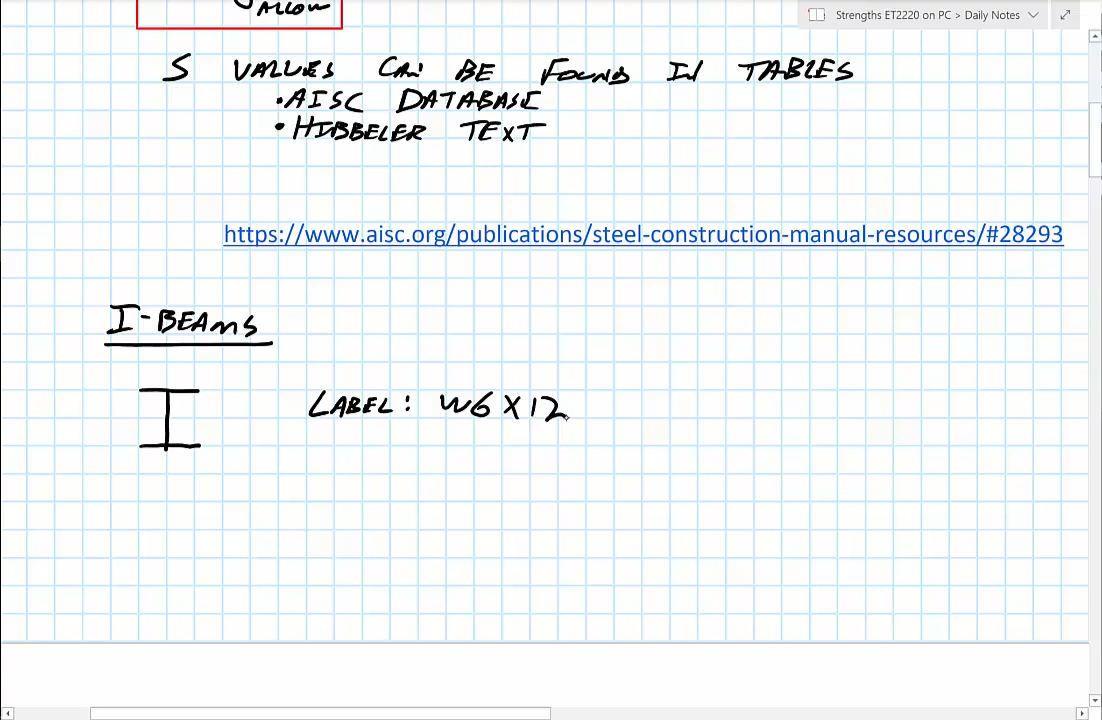 σALLOW
Strengths ET2220 on PC > Daily Notes
S VALUES CAN BE FOUND IN TABLES
• AISC DATABASE
• HIBBELER TEXT
https://www.aisc.org/publications/steel-construction-manual-resources/#28293
I-BEAMS
LABEL: W6 X 12